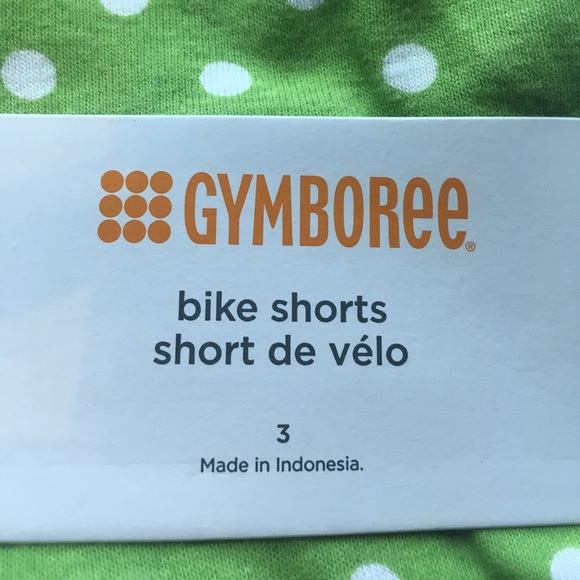 GYMBOREE®
bike shorts
short de vélo
3
Made in Indonesia.